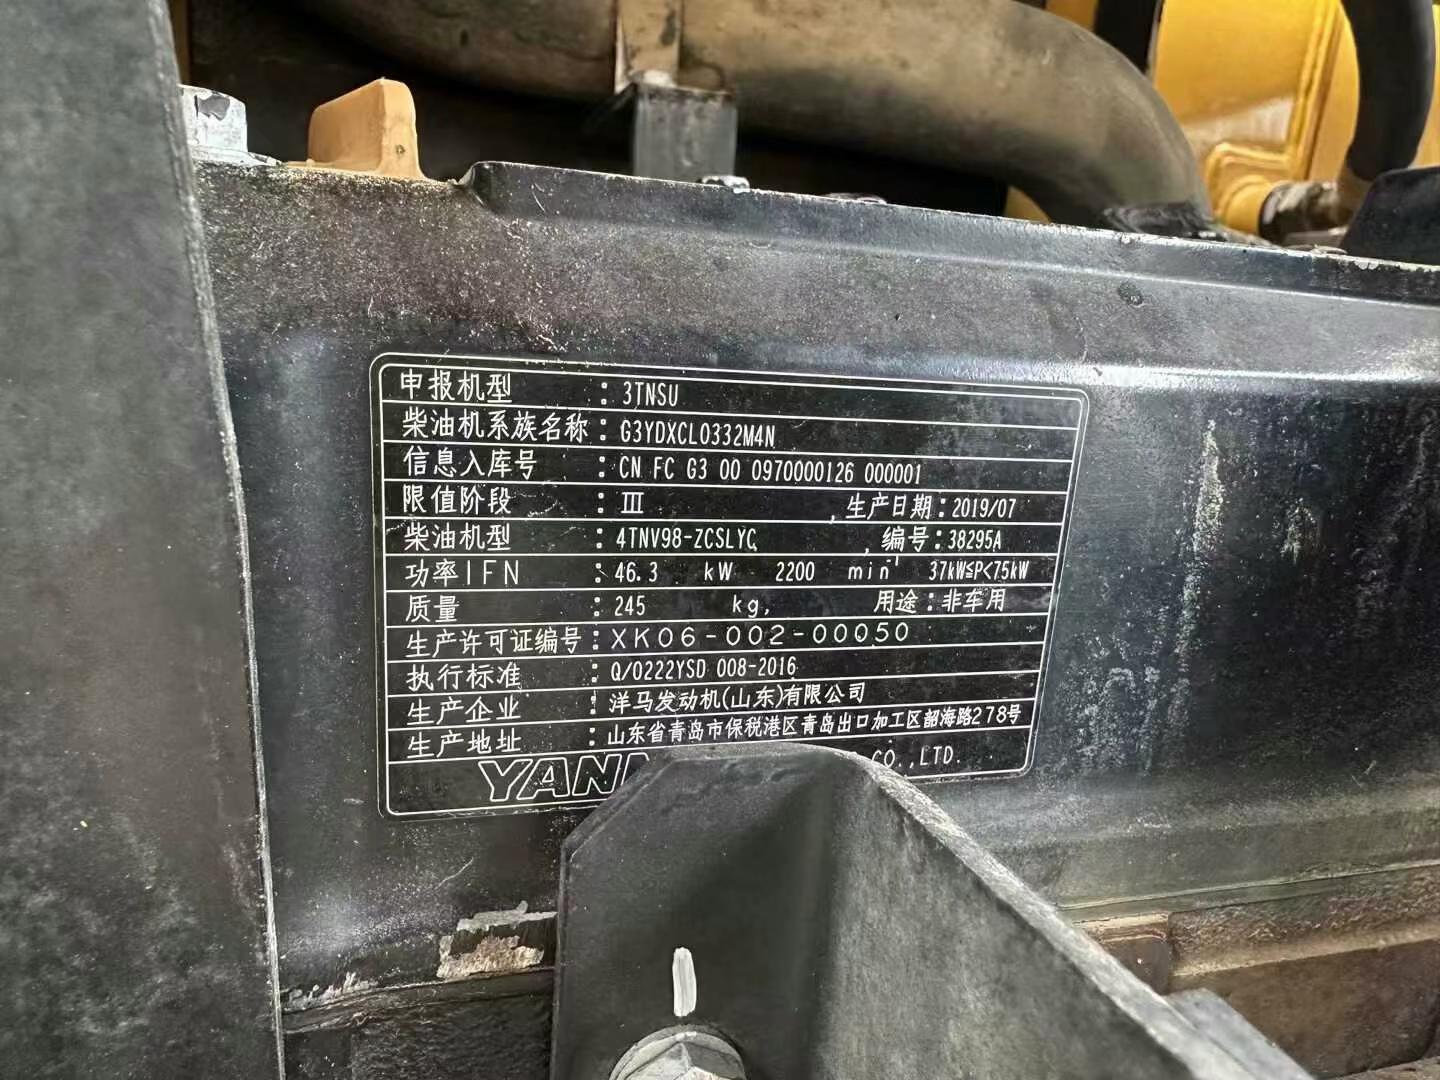 申报机型 : 3TNSU
柴油机系族名称 : G3YDXCL0332M4N
信息入库号 : CN FC G3 00 0970000126 000001
限值阶段 : III , 生产日期 : 2019/07
柴油机型 : 4TNV98-ZCSLYC , 编号 : 38295A
功率IFN : 46.3 kW 2200 min⁻¹ 37kW≤P<75kW
质量 : 245 kg, 用途 : 非车用
生产许可证编号 : XK06-002-00050
执行标准 : Q/0222YSD 008-2016
生产企业 : 洋马发动机(山东)有限公司
生产地址 : 山东省青岛市保税港区青岛出口加工区韶海路278号
CO.,LTD.